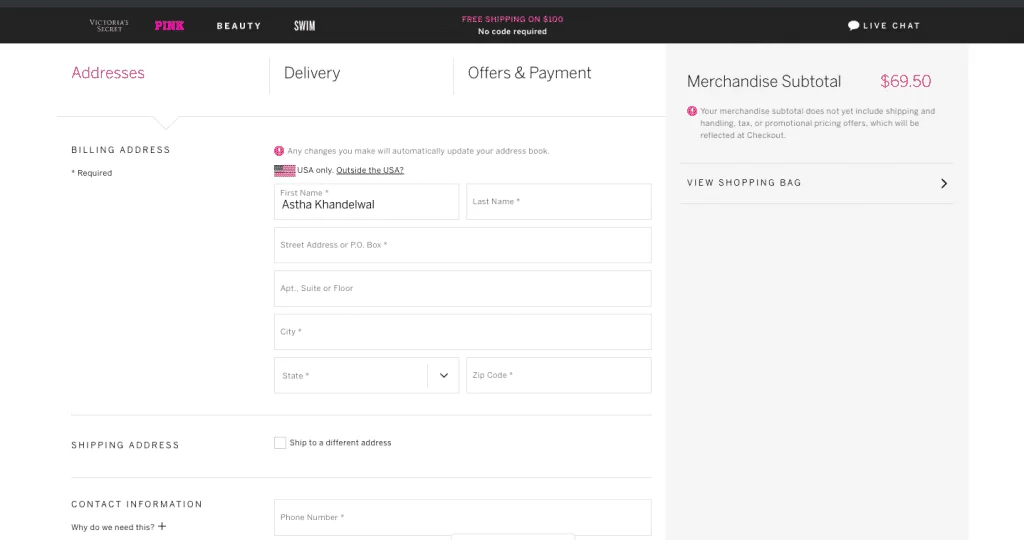 VICTORIA'S SECRET
PINK
BEAUTY
SWIM
FREE SHIPPING ON $100
No code required
LIVE CHAT
Addresses
Delivery
Offers & Payment
Merchandise Subtotal $69.50
Your merchandise subtotal does not yet include shipping and
handling, tax, or promotional pricing offers, which will be
reflected at Checkout.
VIEW SHOPPING BAG
BILLING ADDRESS
* Required
Any changes you make will automatically update your address book.
USA only. Outside the USA?
First Name *
Astha Khandelwal
Last Name *
Street Address or P.O. Box *
Apt., Suite or Floor
City *
State *
Zip Code *
SHIPPING ADDRESS
Ship to a different address
CONTACT INFORMATION
Why do we need this? +
Phone Number *